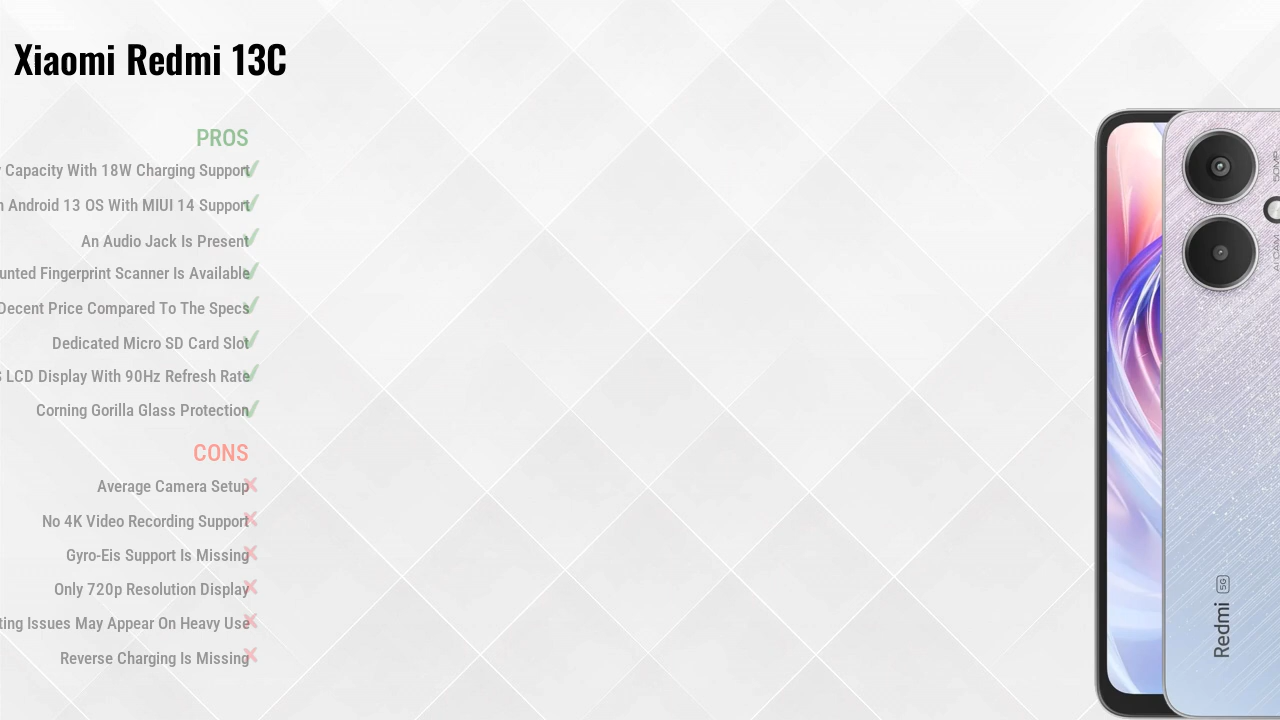 Xiaomi Redmi 13C
PROS
Capacity With 18W Charging Support
Android 13 OS With MIUI 14 Support
An Audio Jack Is Present
Fingerprint Scanner Is Available
Decent Price Compared To The Specs
Dedicated Micro SD Card Slot
LCD Display With 90Hz Refresh Rate
Corning Gorilla Glass Protection
CONS
Average Camera Setup
No 4K Video Recording Support
Gyro-Eis Support Is Missing
Only 720p Resolution Display
Issues May Appear On Heavy Use
Reverse Charging Is Missing
Redmi 5G